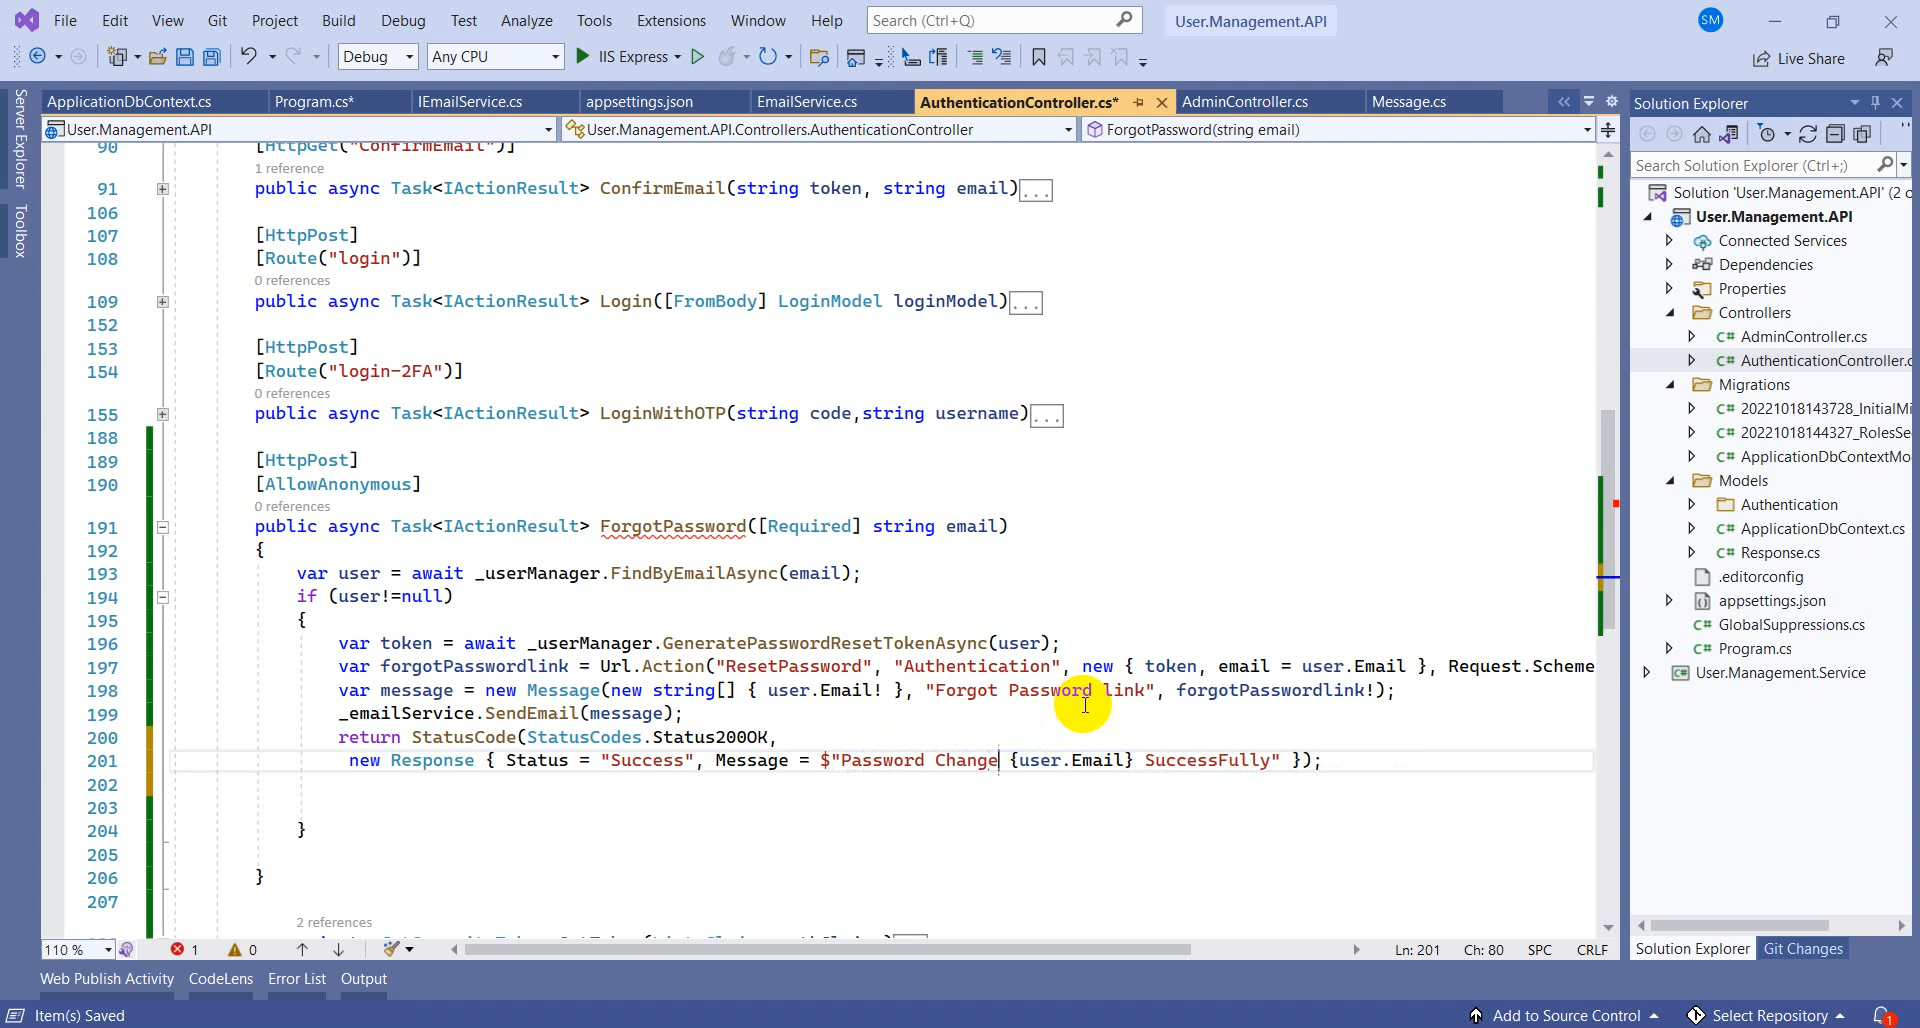 File Edit View Git Project Build Debug Test Analyze Tools Extensions Window Help Search (Ctrl+Q) User.Management.API SM
Debug Any CPU IIS Express Live Share
ApplicationDbContext.cs Program.cs* IEmailService.cs appsettings.json EmailService.cs AuthenticationController.cs* AdminController.cs Message.cs
User.Management.API User.Management.API.Controllers.AuthenticationController ForgotPassword(string email)
Server Explorer
Toolbox
90 [HttpGet("ConfirmEmail")]
1 reference
91 public async Task<IActionResult> ConfirmEmail(string token, string email)...
106
107 [HttpPost]
108 [Route("login")]
0 references
109 public async Task<IActionResult> Login([FromBody] LoginModel loginModel)...
152
153 [HttpPost]
154 [Route("login-2FA")]
0 references
155 public async Task<IActionResult> LoginWithOTP(string code,string username)...
188
189 [HttpPost]
190 [AllowAnonymous]
0 references
191 public async Task<IActionResult> ForgotPassword([Required] string email)
192 {
193 var user = await _userManager.FindByEmailAsync(email);
194 if (user!=null)
195 {
196 var token = await _userManager.GeneratePasswordResetTokenAsync(user);
197 var forgotPasswordlink = Url.Action("ResetPassword", "Authentication", new { token, email = user.Email }, Request.Scheme
198 var message = new Message(new string[] { user.Email! }, "Forgot Password link", forgotPasswordlink!);
199 _emailService.SendEmail(message);
200 return StatusCode(StatusCodes.Status200OK,
201 new Response { Status = "Success", Message = $"Password Change {user.Email} SuccessFully" });
202
203
204 }
205
206 }
207
2 references
110 % 1 0 Ln: 201 Ch: 80 SPC CRLF
Solution Explorer
Search Solution Explorer (Ctrl+;)
Solution 'User.Management.API' (2 o
User.Management.API
Connected Services
Dependencies
Properties
Controllers
C# AdminController.cs
C# AuthenticationController.c
Migrations
C# 20221018143728_InitialMi
C# 20221018144327_RolesSe
C# ApplicationDbContextMo
Models
Authentication
C# ApplicationDbContext.cs
C# Response.cs
.editorconfig
appsettings.json
C# GlobalSuppressions.cs
C# Program.cs
User.Management.Service
Solution Explorer Git Changes
Web Publish Activity CodeLens Error List Output
Item(s) Saved Add to Source Control Select Repository 1